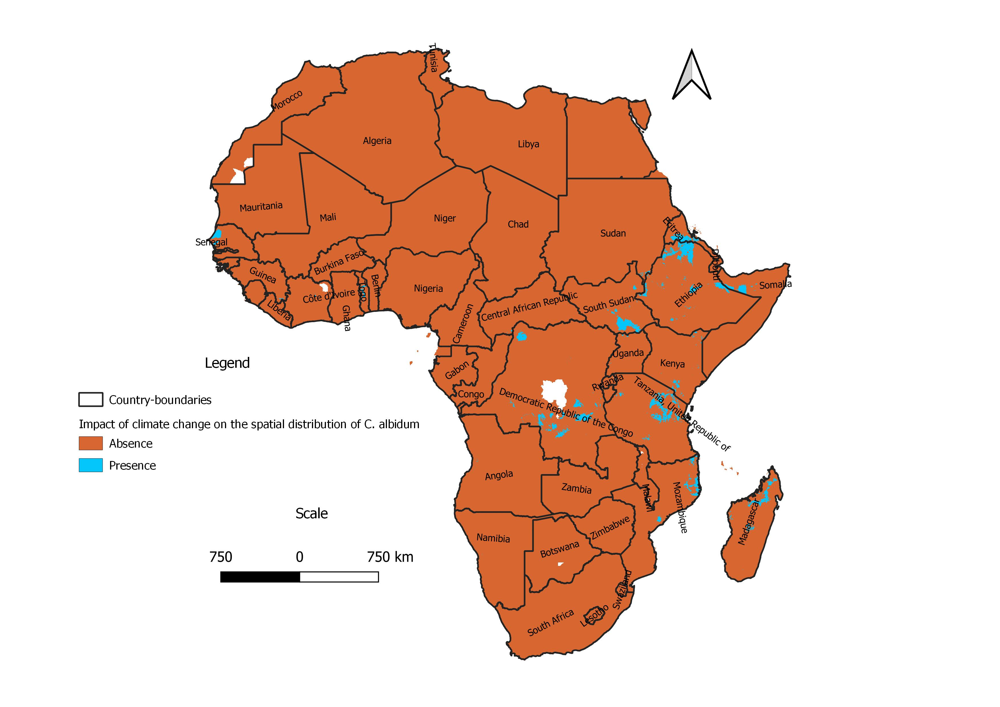 Tunisia
Morocco
Algeria
Libya
Mauritania
Mali
Niger
Chad
Sudan
Eritrea
Senegal
Djibouti
Burkina Faso
Guinea
Benin
Togo
Nigeria
Somalia
Ethiopia
Côte d'Ivoire
Liberia
Ghana
Central African Republic
South Sudan
Cameroon
Uganda
Kenya
Gabon
Rwanda
Congo
Democratic Republic of the Congo
Tanzania, United Republic of
Angola
Zambia
Malawi
Mozambique
Madagascar
Zimbabwe
Namibia
Botswana
Swaziland
South Africa
Lesotho
Legend
Country-boundaries
Impact of climate change on the spatial distribution of C. albidum
Absence
Presence
Scale
750 0 750 km